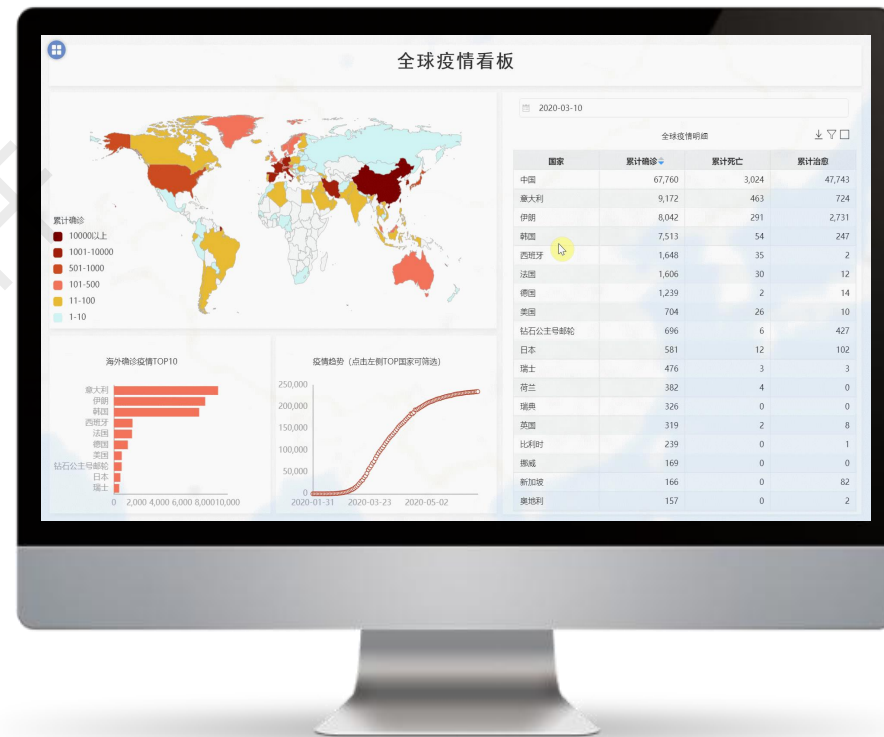 全球疫情看板
累计确诊
10000以上
1001-10000
501-1000
101-500
11-100
1-10
海外确诊疫情TOP10
意大利
伊朗
韩国
西班牙
法国
德国
美国
钻石公主号邮轮
日本
瑞士
0 2,000 4,000 6,000 8,000 10,000
疫情趋势（点击左侧TOP国家可筛选）
250,000
200,000
150,000
100,000
50,000
0
2020-01-31 2020-03-23 2020-05-02
2020-03-10
全球疫情明细
国家 累计确诊 累计死亡 累计治愈
中国 67,760 3,024 47,743
意大利 9,172 463 724
伊朗 8,042 291 2,731
韩国 7,513 54 247
西班牙 1,648 35 2
法国 1,606 30 12
德国 1,239 2 14
美国 704 26 10
钻石公主号邮轮 696 6 427
日本 581 12 102
瑞士 476 3 3
荷兰 382 4 0
瑞典 326 0 0
英国 319 2 8
比利时 239 0 1
挪威 169 0 0
新加坡 166 0 82
奥地利 157 0 2